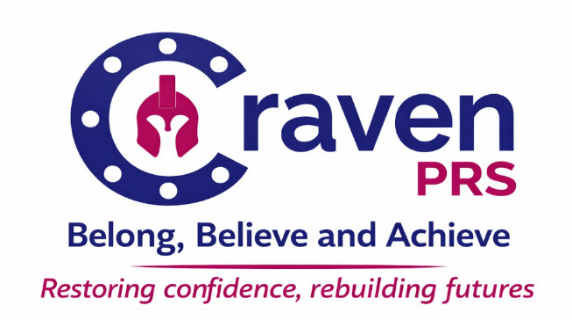 Craven
PRS
Belong, Believe and Achieve
Restoring confidence, rebuilding futures